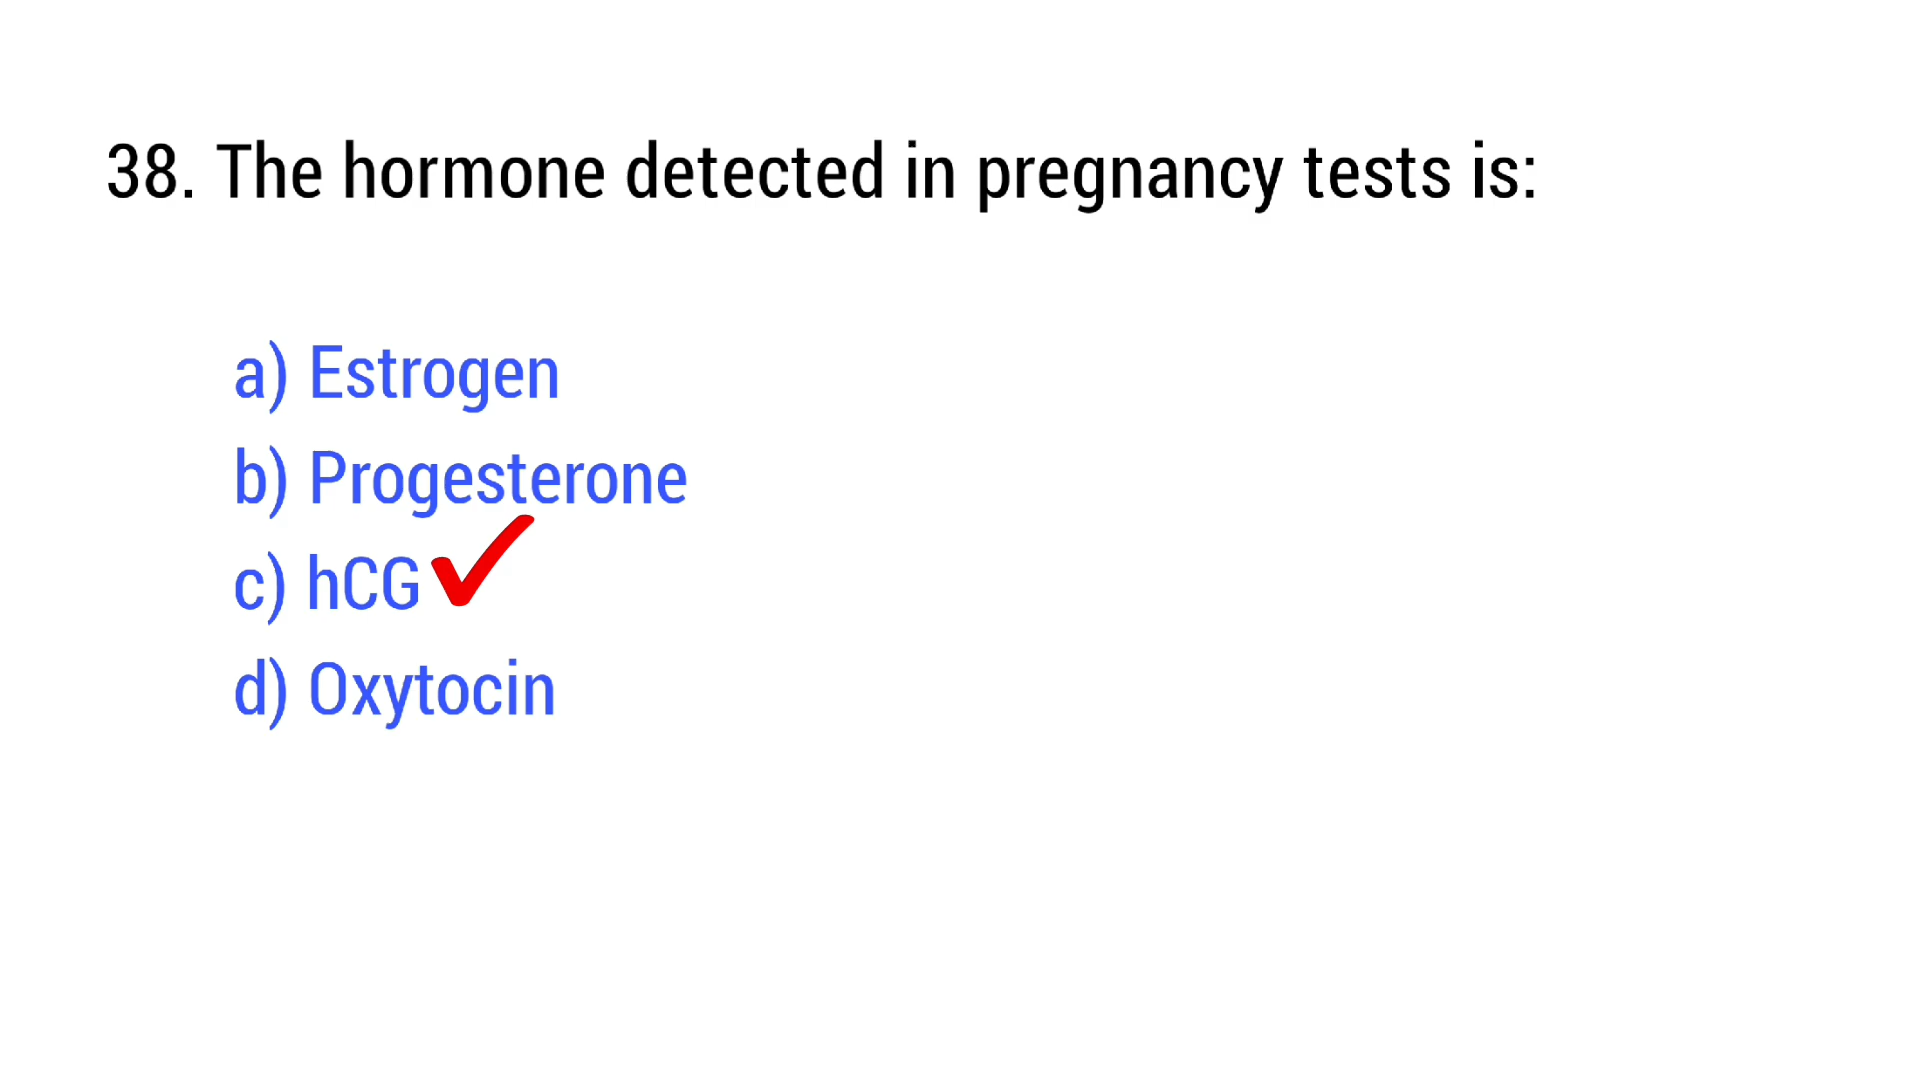 38. The hormone detected in pregnancy tests is:
a) Estrogen
b) Progesterone
c) hCG
d) Oxytocin